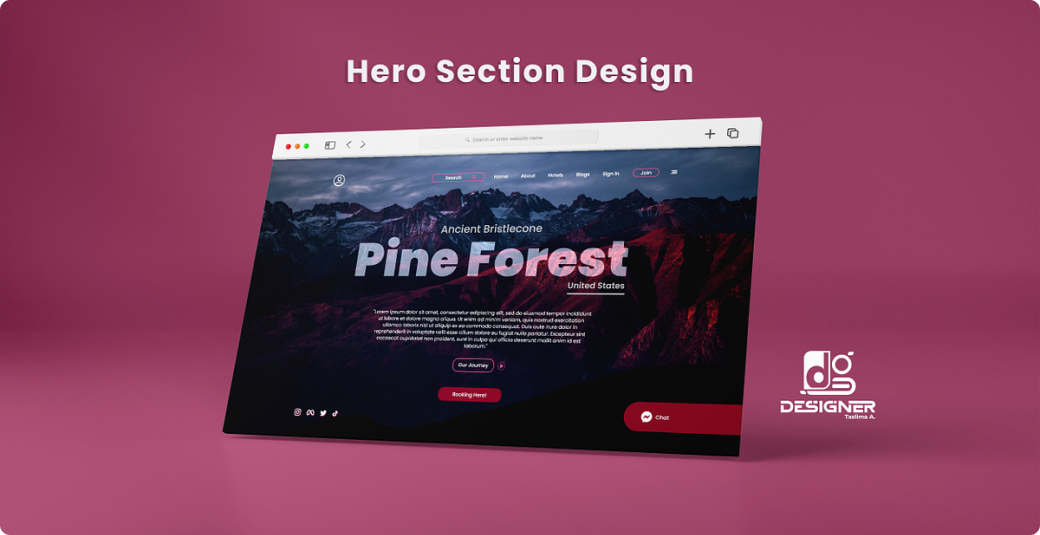 Hero Section Design
Search or enter website name
Search Home About Hotels Blogs Sign In Join
Ancient Bristlecone
Pine Forest
United States
"Lorem ipsum dolor sit amet, consectetur adipiscing elit, sed do eiusmod tempor incididunt
ut labore et dolore magna aliqua. Ut enim ad minim veniam, quis nostrud exercitation
ullamco laboris nisi ut aliquip ex ea commodo consequat. Duis aute irure dolor in
reprehenderit in voluptate velit esse cillum dolore eu fugiat nulla pariatur. Excepteur sint
occaecat cupidatat non proident, sunt in culpa qui officia deserunt mollit anim id est
laborum."
Our Journey
Booking Here!
Chat
DESIGNER
Taslima A.